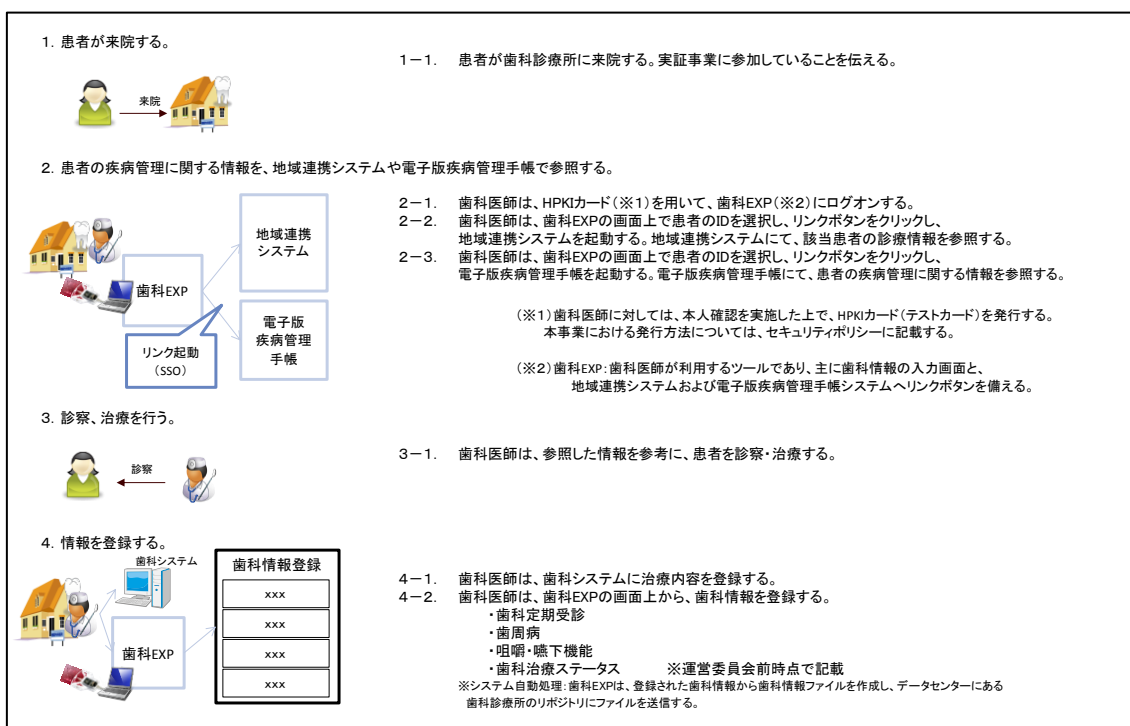 1．患者が来院する。
来院
1－1．　患者が歯科診療所に来院する。実証事業に参加していることを伝える。
2．患者の疾病管理に関する情報を、地域連携システムや電子版疾病管理手帳で参照する。
歯科EXP
地域連携
システム
電子版
疾病管理
手帳
リンク起動
（SSO）
2－1．　歯科医師は、HPKIカード（※1）を用いて、歯科EXP（※2）にログオンする。
2－2．　歯科医師は、歯科EXPの画面上で患者のIDを選択し、リンクボタンをクリックし、
地域連携システムを起動する。地域連携システムにて、該当患者の診療情報を参照する。
2－3．　歯科医師は、歯科EXPの画面上で患者のIDを選択し、リンクボタンをクリックし、
電子版疾病管理手帳を起動する。電子版疾病管理手帳にて、患者の疾病管理に関する情報を参照する。
（※1）歯科医師に対しては、本人確認を実施した上で、HPKIカード（テストカード）を発行する。
本事業における発行方法については、セキュリティポリシーに記載する。
（※2）歯科EXP：歯科医師が利用するツールであり、主に歯科情報の入力画面と、
地域連携システムおよび電子版疾病管理手帳システムへリンクボタンを備える。
3．診察、治療を行う。
診察
3－1．　歯科医師は、参照した情報を参考に、患者を診察・治療する。
4．情報を登録する。
歯科システム
歯科EXP
歯科情報登録
xxx
xxx
xxx
xxx
4－1．　歯科医師は、歯科システムに治療内容を登録する。
4－2．　歯科医師は、歯科EXPの画面上から、歯科情報を登録する。
・歯科定期受診
・歯周病
・咀嚼・嚥下機能
・歯科治療ステータス　　※運営委員会前時点で記載
※システム自動処理：歯科EXPは、登録された歯科情報から歯科情報ファイルを作成し、データセンターにある
歯科診療所のリポジトリにファイルを送信する。